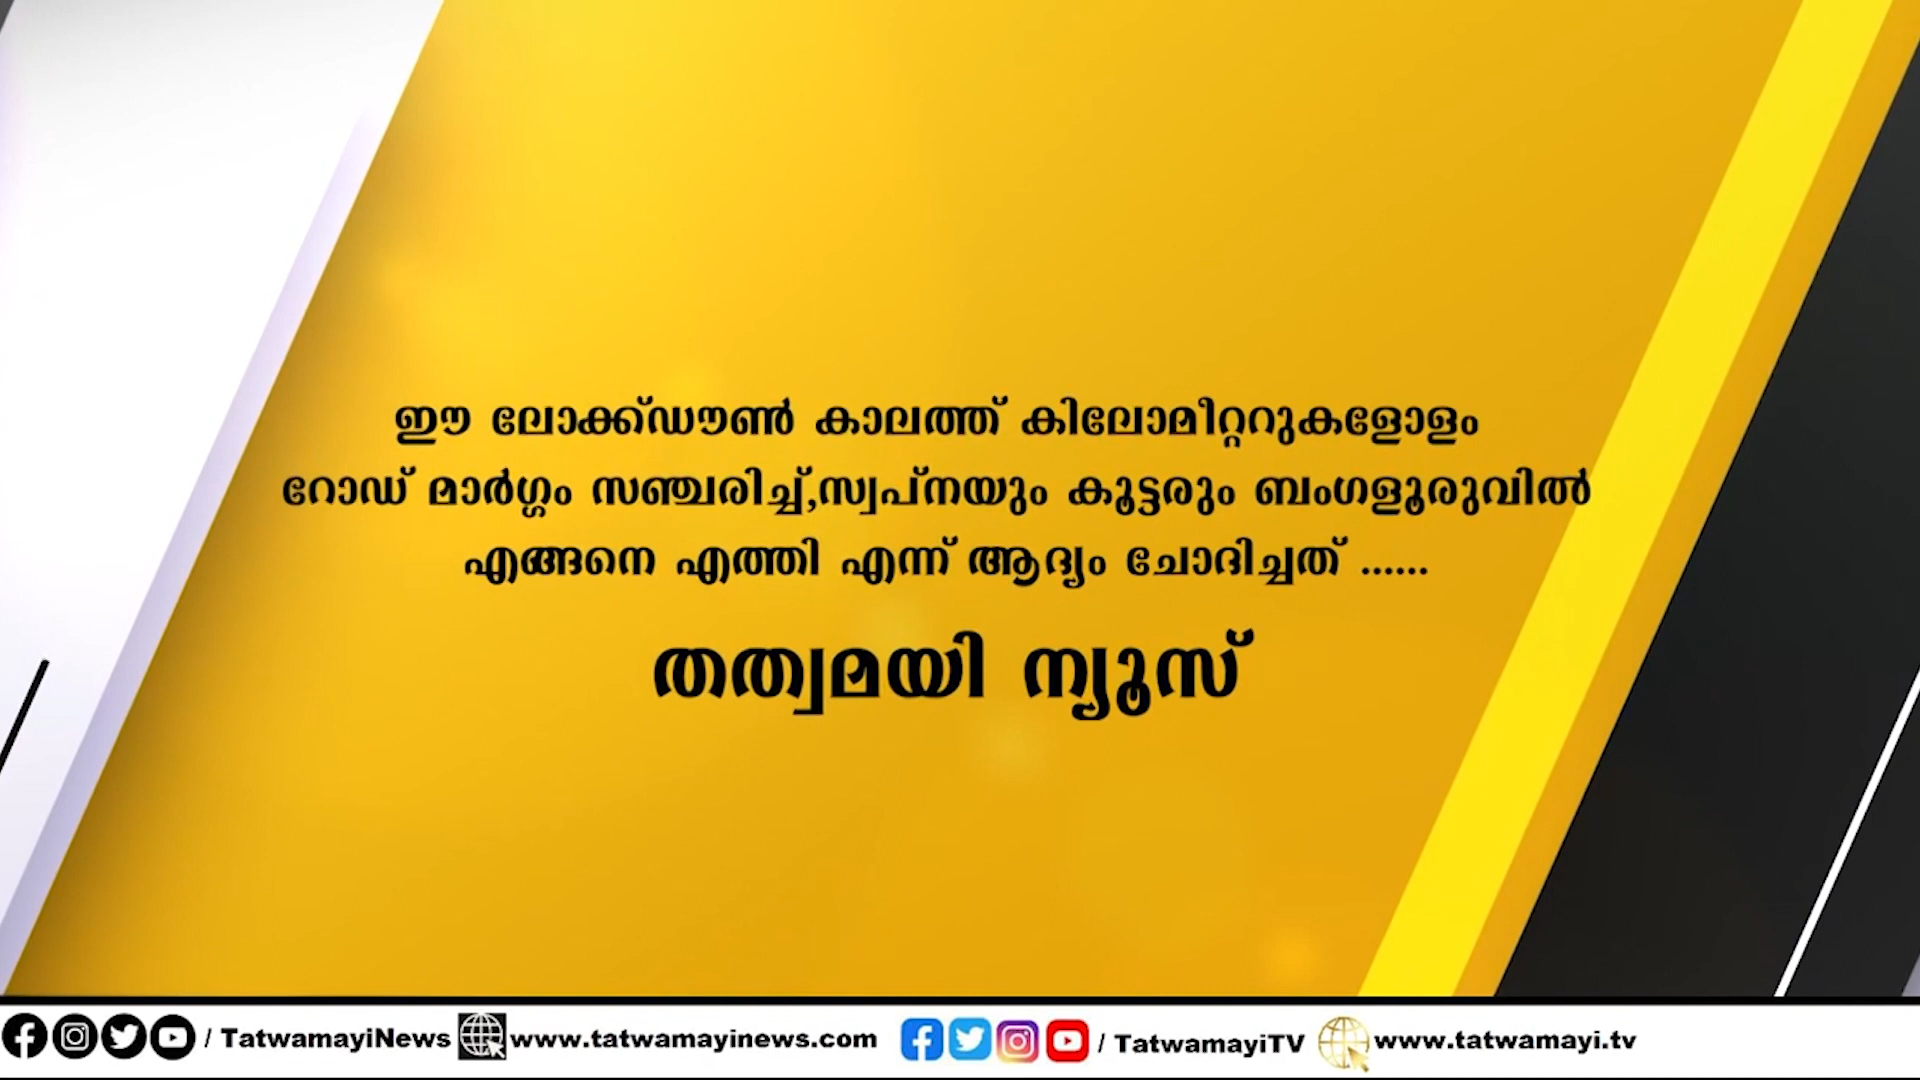 ഈ ലോക്ക്ഡൗൺ കാലത്ത് കിലോമീറ്ററുകളോളം
റോഡ് മാർഗ്ഗം സഞ്ചരിച്ച്,സ്വപ്നയും കൂട്ടരും ബംഗളൂരുവിൽ
എങ്ങനെ എത്തി എന്ന് ആദ്യം ചോദിച്ചത് ......
തത്വമയി ന്യൂസ്
/ TatwamayiNews www.tatwamayinews.com / TatwamayiTV www.tatwamayi.tv